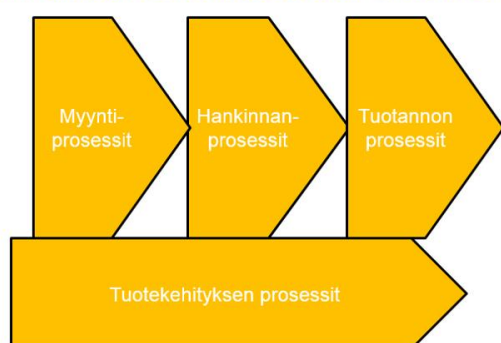 Myynti-
prosessit
Hankinnan-
prosessit
Tuotannon
prosessit
Tuotekehityksen prosessit